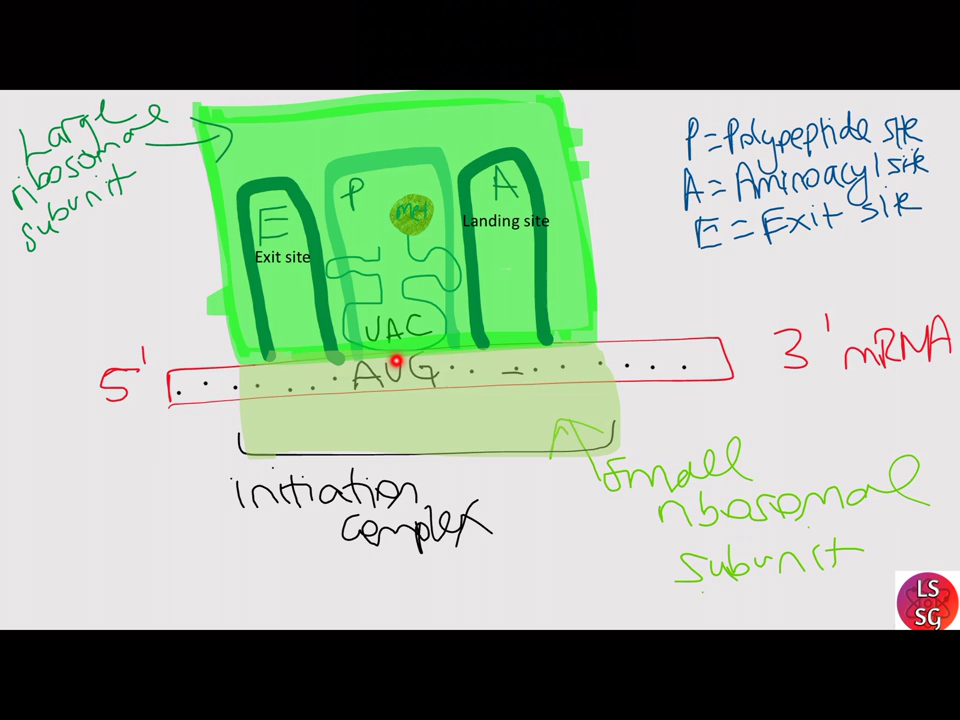 Large
ribosomal
subunit
E
Exit site
P
Met
A
Landing site
UAC
AUG
P = Polypeptide site
A = Aminoacyl site
E = Exit site
5'
3' mRNA
initiation
complex
Small
ribosomal
subunit
LS
SG